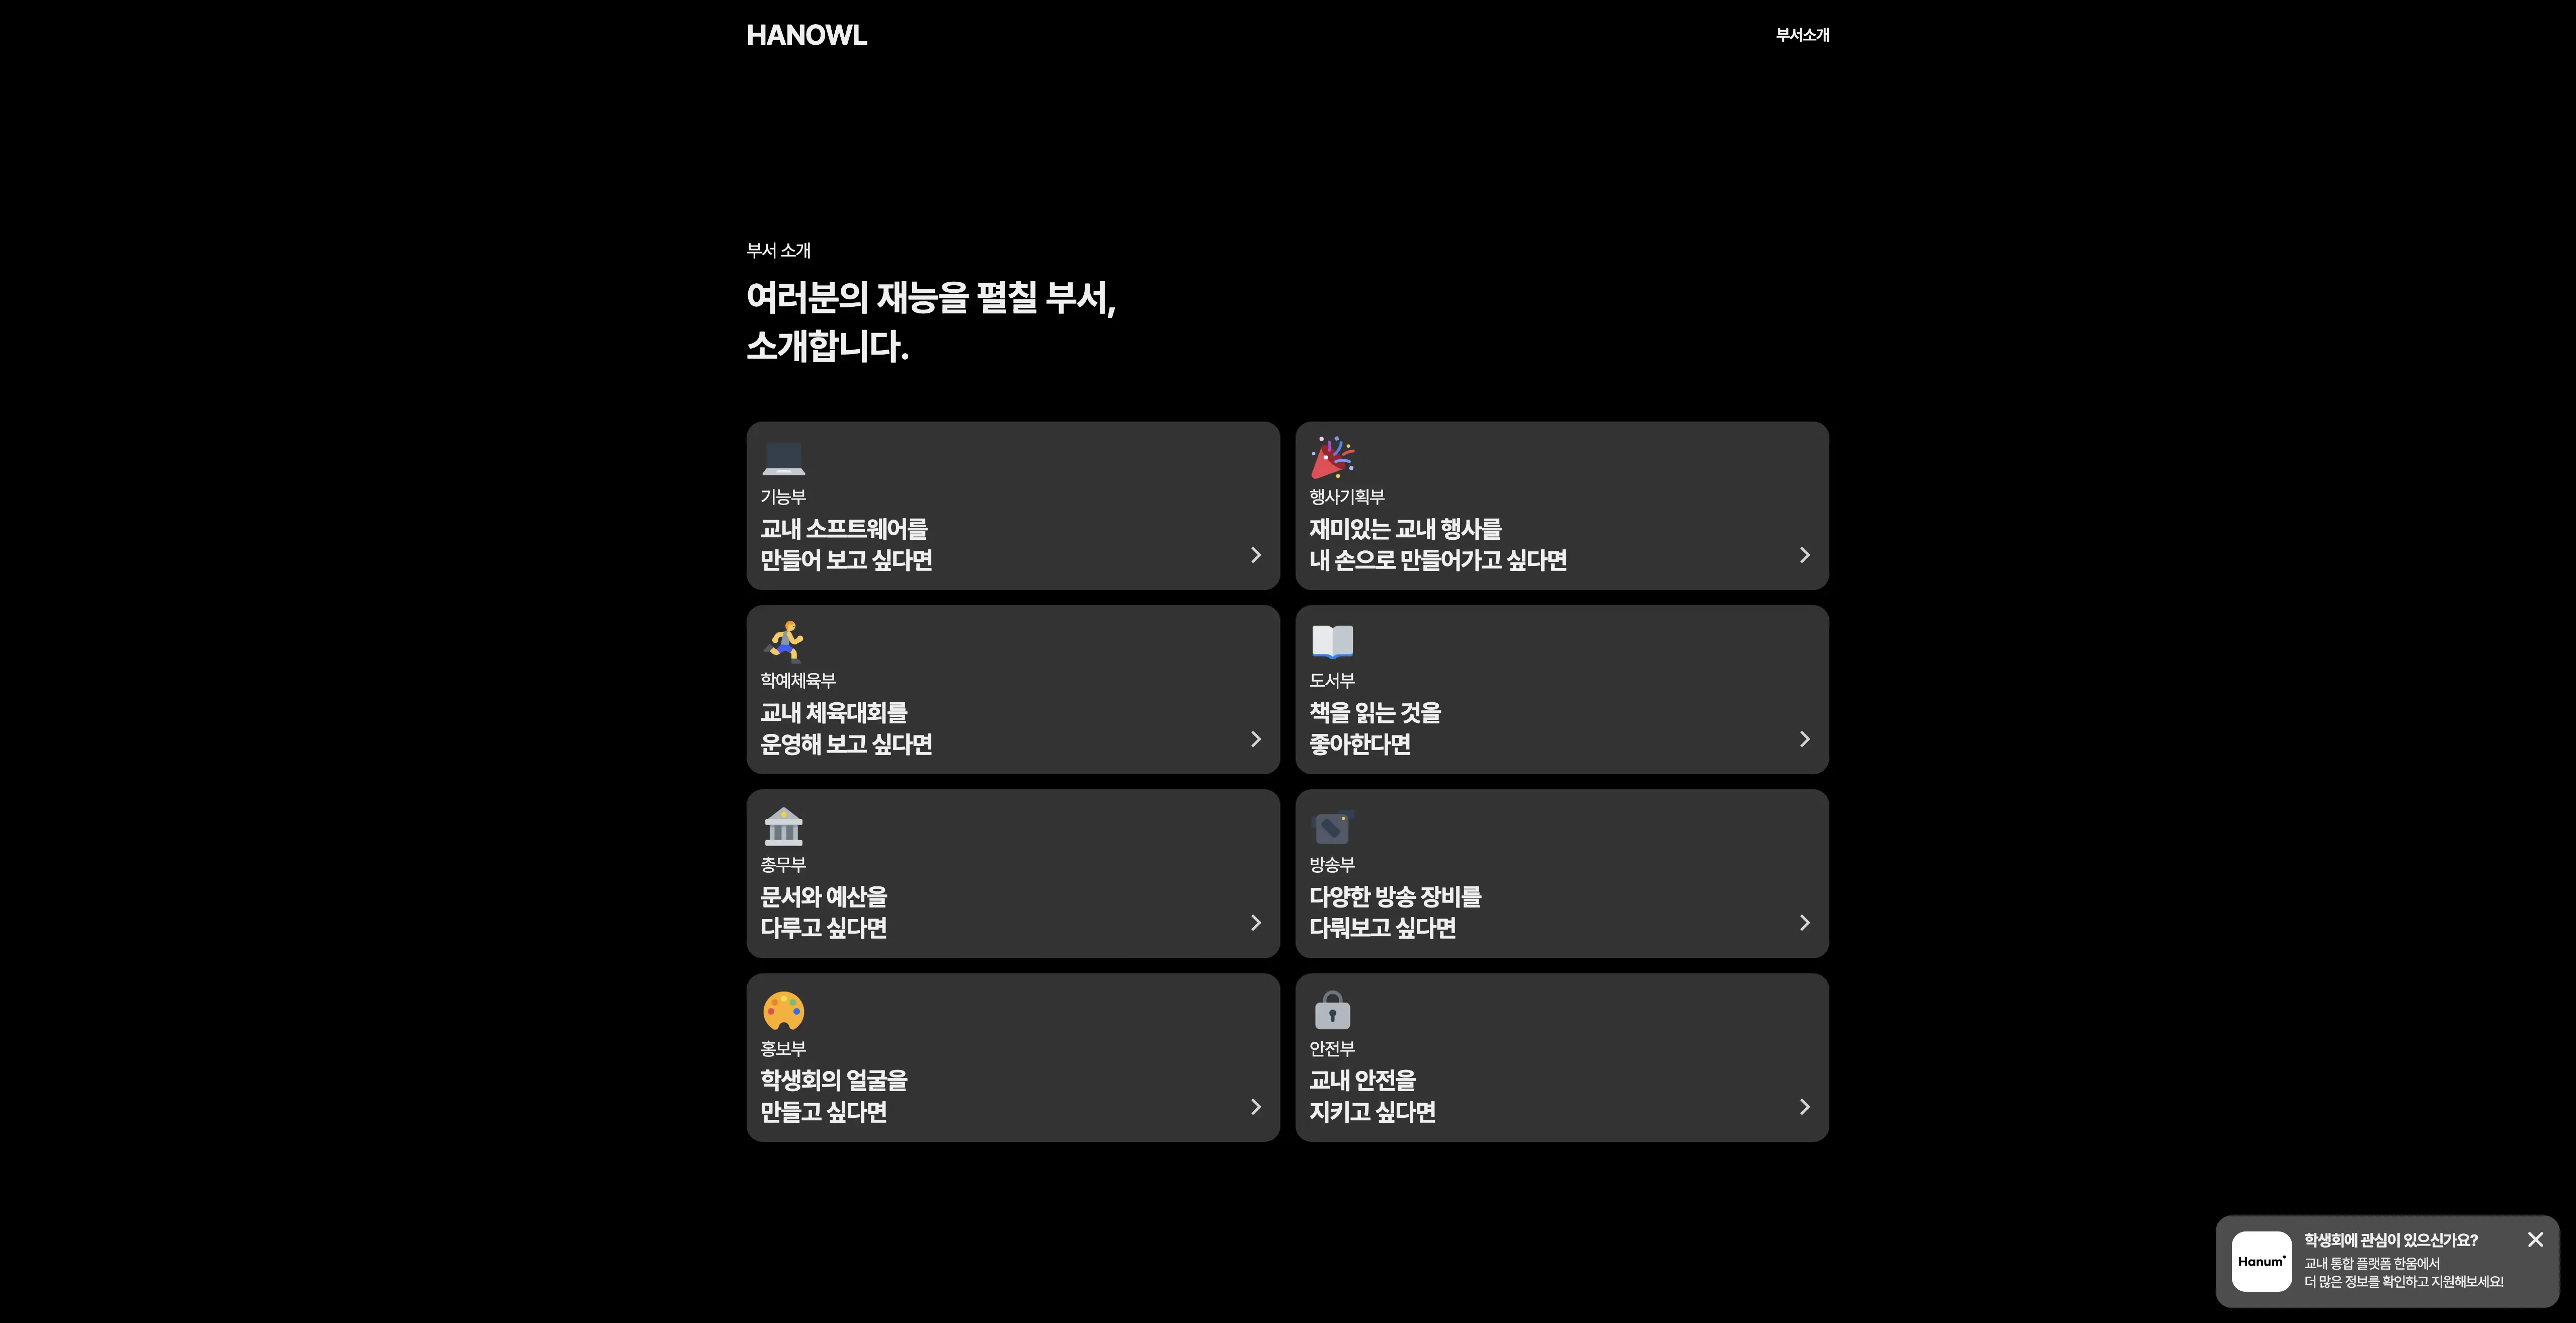 HANOWL
부서소개
부서 소개
여러분의 재능을 펼칠 부서,
소개합니다.
기능부
교내 소프트웨어를
만들어 보고 싶다면
행사기획부
재미있는 교내 행사를
내 손으로 만들어가고 싶다면
학예체육부
교내 체육대회를
운영해 보고 싶다면
도서부
책을 읽는 것을
좋아한다면
총무부
문서와 예산을
다루고 싶다면
방송부
다양한 방송 장비를
다뤄보고 싶다면
홍보부
학생회의 얼굴을
만들고 싶다면
안전부
교내 안전을
지키고 싶다면
Hanum
학생회에 관심이 있으신가요?
교내 통합 플랫폼 한움에서
더 많은 정보를 확인하고 지원해보세요!